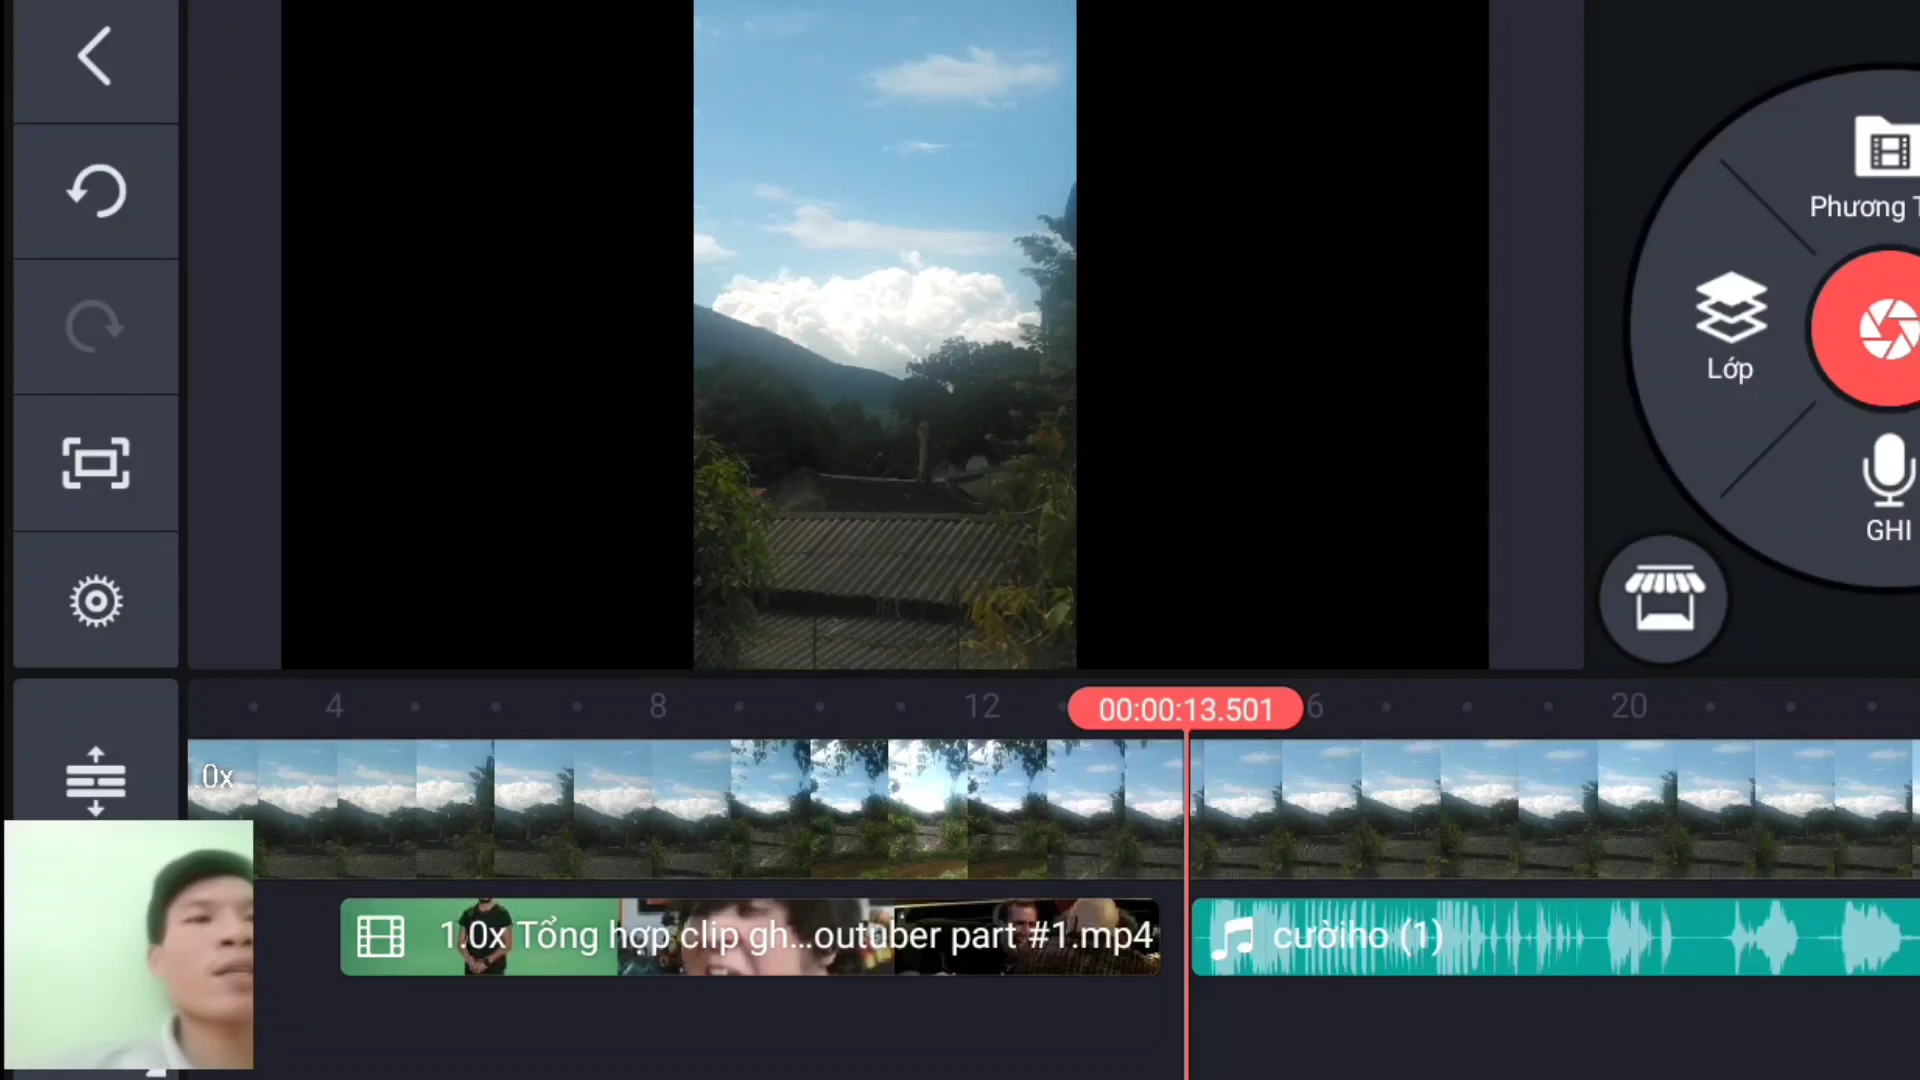 Phương T
Lớp
GHI
4
8
12
00:00:13.501
6
20
0x
1.0x Tổng hợp clip gh...outuber part #1.mp4
cườiho (1)